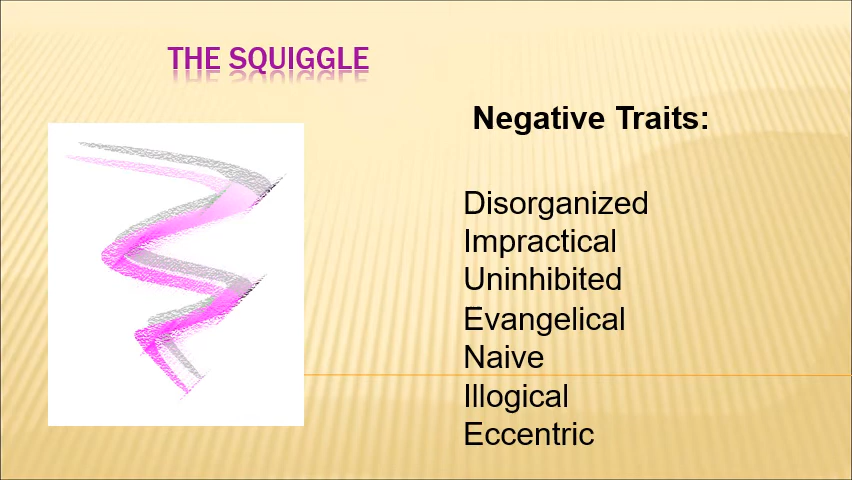 THE SQUIGGLE
Negative Traits:
Disorganized
Impractical
Uninhibited
Evangelical
Naive
Illogical
Eccentric